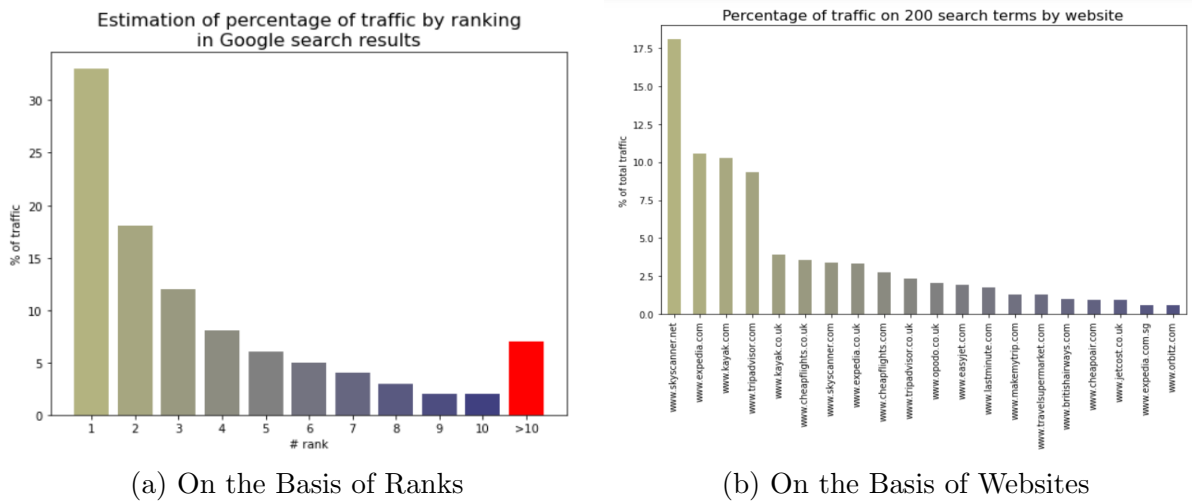 Estimation of percentage of traffic by ranking
in Google search results
% of traffic
30
25
20
15
10
5
0
1 2 3 4 5 6 7 8 9 10 >10
# rank
(a) On the Basis of Ranks
Percentage of traffic on 200 search terms by website
% of total traffic
17.5
15.0
12.5
10.0
7.5
5.0
2.5
0.0
www.skyscanner.net
www.expedia.com
www.kayak.com
www.tripadvisor.com
www.kayak.co.uk
www.cheapflights.co.uk
www.skyscanner.com
www.expedia.co.uk
www.cheapflights.com
www.tripadvisor.co.uk
www.opodo.co.uk
www.easyjet.com
www.lastminute.com
www.makemytrip.com
www.travelsupermarket.com
www.britishairways.com
www.cheapoair.com
www.jetcost.co.uk
www.expedia.com.sg
www.orbitz.com
(b) On the Basis of Websites